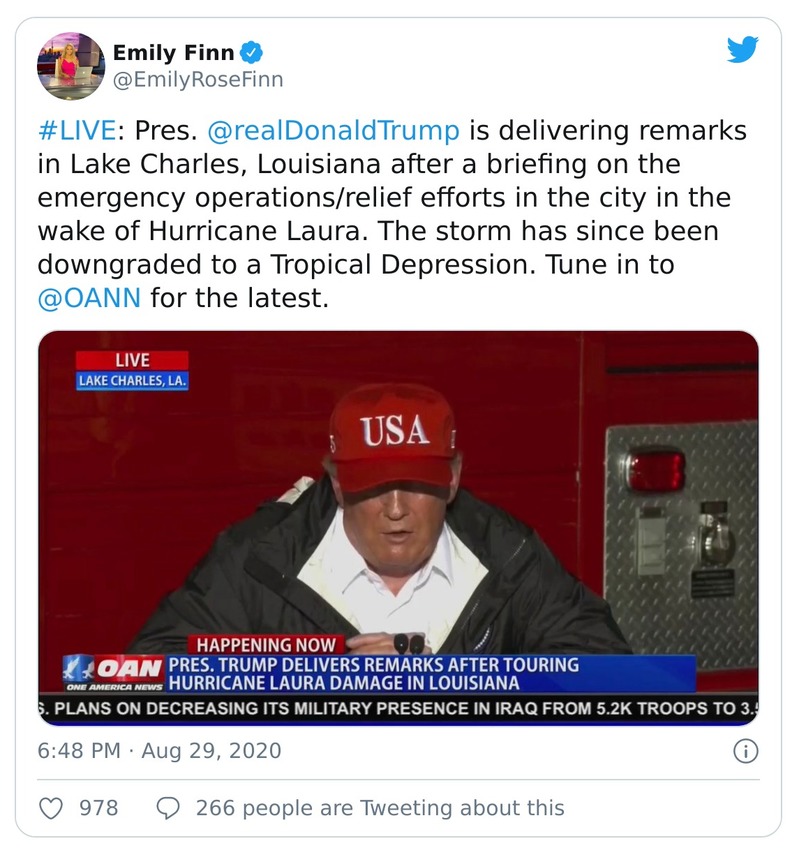 Emily Finn
@EmilyRoseFinn
#LIVE: Pres. @realDonaldTrump is delivering remarks
in Lake Charles, Louisiana after a briefing on the
emergency operations/relief efforts in the city in the
wake of Hurricane Laura. The storm has since been
downgraded to a Tropical Depression. Tune in to
@OANN for the latest.
LIVE
LAKE CHARLES, LA.
USA
HAPPENING NOW
OAN
ONE AMERICA NEWS
PRES. TRUMP DELIVERS REMARKS AFTER TOURING
HURRICANE LAURA DAMAGE IN LOUISIANA
S. PLANS ON DECREASING ITS MILITARY PRESENCE IN IRAQ FROM 5.2K TROOPS TO 3.
6:48 PM · Aug 29, 2020
978
266 people are Tweeting about this